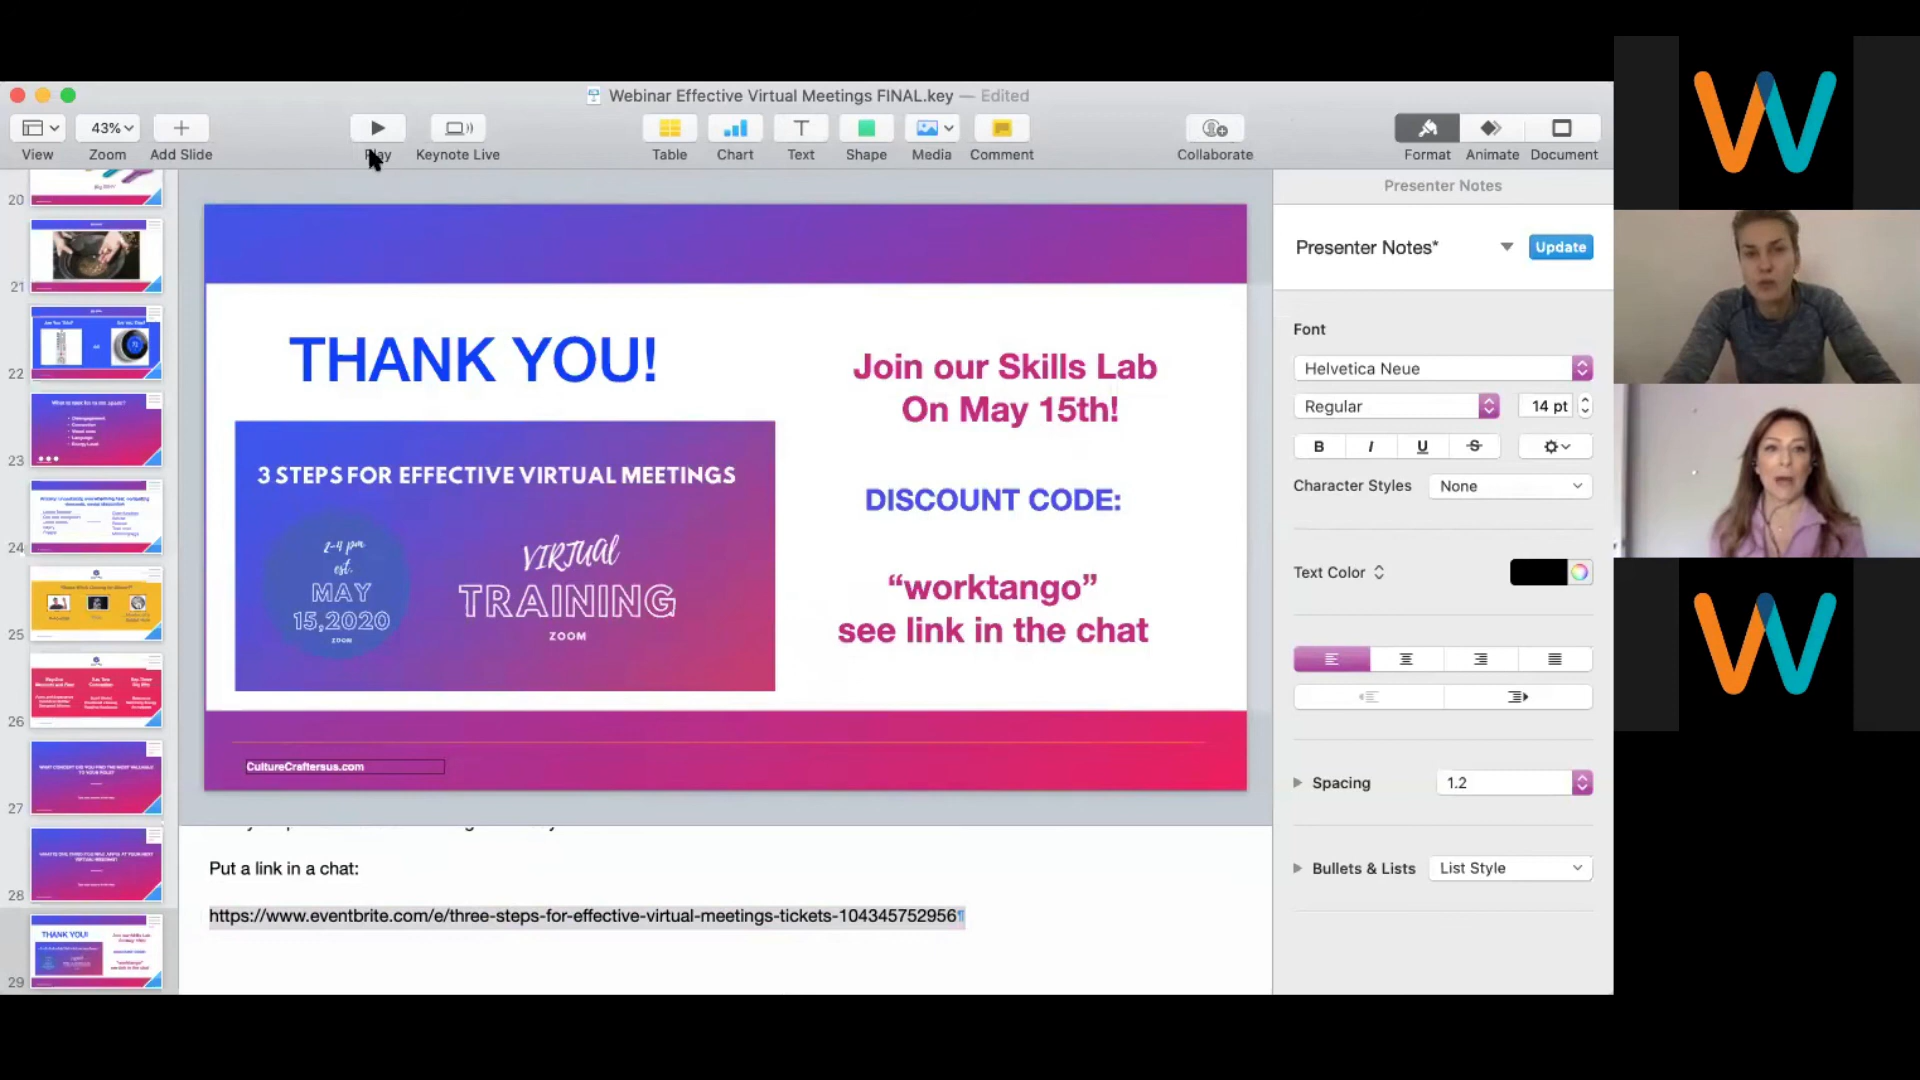 Webinar Effective Virtual Meetings FINAL.key — Edited
43%
View
Zoom
Add Slide
Play
Keynote Live
Table
Chart
Text
Shape
Media
Comment
Collaborate
Format
Animate
Document
20
21
22
23
24
25
26
27
28
29
THANK YOU!
3 STEPS FOR EFFECTIVE VIRTUAL MEETINGS
2-4 pm
est.
MAY
15,2020
ZOOM
VIRTUAL
TRAINING
ZOOM
Join our Skills Lab
On May 15th!
DISCOUNT CODE:
“worktango”
see link in the chat
CultureCraftersus.com
Put a link in a chat:
https://www.eventbrite.com/e/three-steps-for-effective-virtual-meetings-tickets-104345752956¶
Presenter Notes
Presenter Notes*
Update
Font
Helvetica Neue
Regular
14 pt
B I U S
Character Styles
None
Text Color
Spacing
1.2
Bullets & Lists
List Style